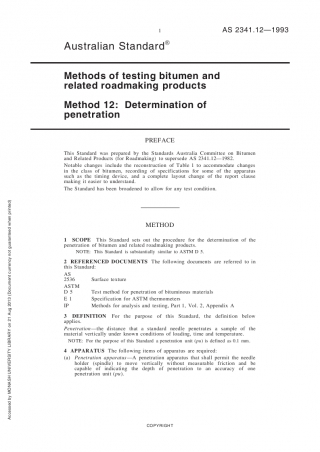 1
AS 2341.12—1993
Australian Standard®
Methods of testing bitumen and
related roadmaking products
Method 12: Determination of
penetration
PREFACE
This Standard was prepared by the Standards Australia Committee on Bitumen
and Related Products (for Roadmaking) to supersede AS 2341.12—1982.
Notable changes include the reconstruction of Table 1 to accommodate changes
in the class of bitumen, recording of specifications for some of the apparatus
such as the timing device, and a complete layout change of the report clause
making it easier to understand.
The Standard has been broadened to allow for any test condition.
METHOD
1 SCOPE This Standard sets out the procedure for the determination of the
penetration of bitumen and related roadmaking products.
NOTE: This Standard is substantially similar to ASTM D 5.
2 REFERENCED DOCUMENTS The following documents are referred to in
this Standard:
AS
2536 Surface texture
ASTM
D 5 Test method for penetration of bituminous materials
E 1 Specification for ASTM thermometers
IP Methods for analysis and testing, Part 1, Vol. 2, Appendix A
3 DEFINITION For the purpose of this Standard, the definition below
applies.
Penetration—the distance that a standard needle penetrates a sample of the
material vertically under known conditions of loading, time and temperature.
NOTE: For the purpose of this Standard a penetration unit (pu) is defined as 0.1 mm.
4 APPARATUS The following items of apparatus are required:
(a) Penetration apparatus—A penetration apparatus that shall permit the needle
holder (spindle) to move vertically without measurable friction and be
capable of indicating the depth of penetration to an accuracy of one
penetration unit (pu).
COPYRIGHT
Accessed by MONASH UNIVERSITY LIBRARY on 21 Aug 2012 (Document currency not guaranteed when printed)